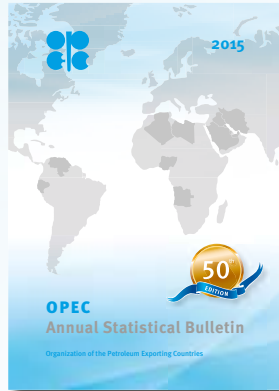 2015
50th
EDITION
OPEC
Annual Statistical Bulletin
Organization of the Petroleum Exporting Countries